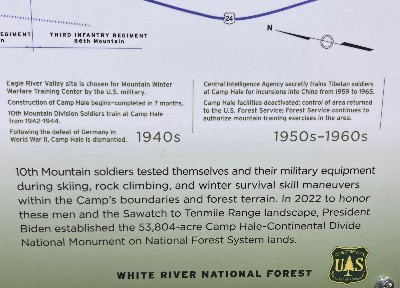 24
N
EGIMENT
n
THIRD INFANTRY REGIMENT
86th Mountain
Eagle River Valley site is chosen for Mountain Winter
Warfare Training Center by the U.S. military.
Construction of Camp Hale begins—completed in 7 months.
10th Mountain Division Soldiers train at Camp Hale
from 1942-1944.
Following the defeat of Germany in
World War II, Camp Hale is dismantled.
1940s
Central Intelligence Agency secretly trains Tibetan soldiers
at Camp Hale for incursions into China from 1959 to 1965.
Camp Hale facilities deactivated; control of area returned
to the U.S. Forest Service; Forest Service continues to
authorize mountain training exercises in the area.
1950s–1960s
10th Mountain soldiers tested themselves and their military equipment
during skiing, rock climbing, and winter survival skill maneuvers
within the Camp's boundaries and forest terrain. In 2022 to honor
these men and the Sawatch to Tenmile Range landscape, President
Biden established the 53,804-acre Camp Hale-Continental Divide
National Monument on National Forest System lands.
WHITE RIVER NATIONAL FOREST
FOREST SERVICE
US